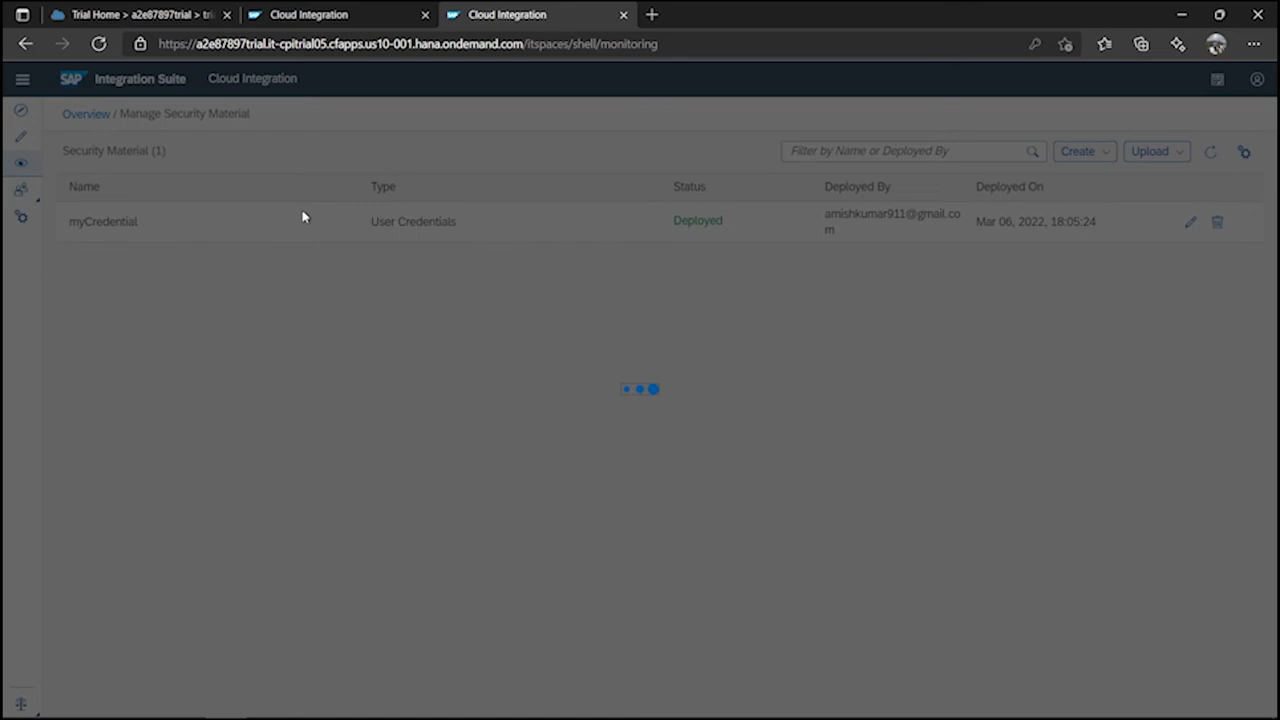 Trial Home > a2e87897trial > tri
Cloud Integration
Cloud Integration
https://a2e87897trial.it-cpitrial05.cfapps.us10-001.hana.ondemand.com/itspaces/shell/monitoring
SAP Integration Suite Cloud Integration
Overview / Manage Security Material
Security Material (1)
Filter by Name or Deployed By
Create
Upload
Name Type Status Deployed By Deployed On
myCredential User Credentials Deployed amishkumar911@gmail.co Mar 06, 2022, 18:05:24
m